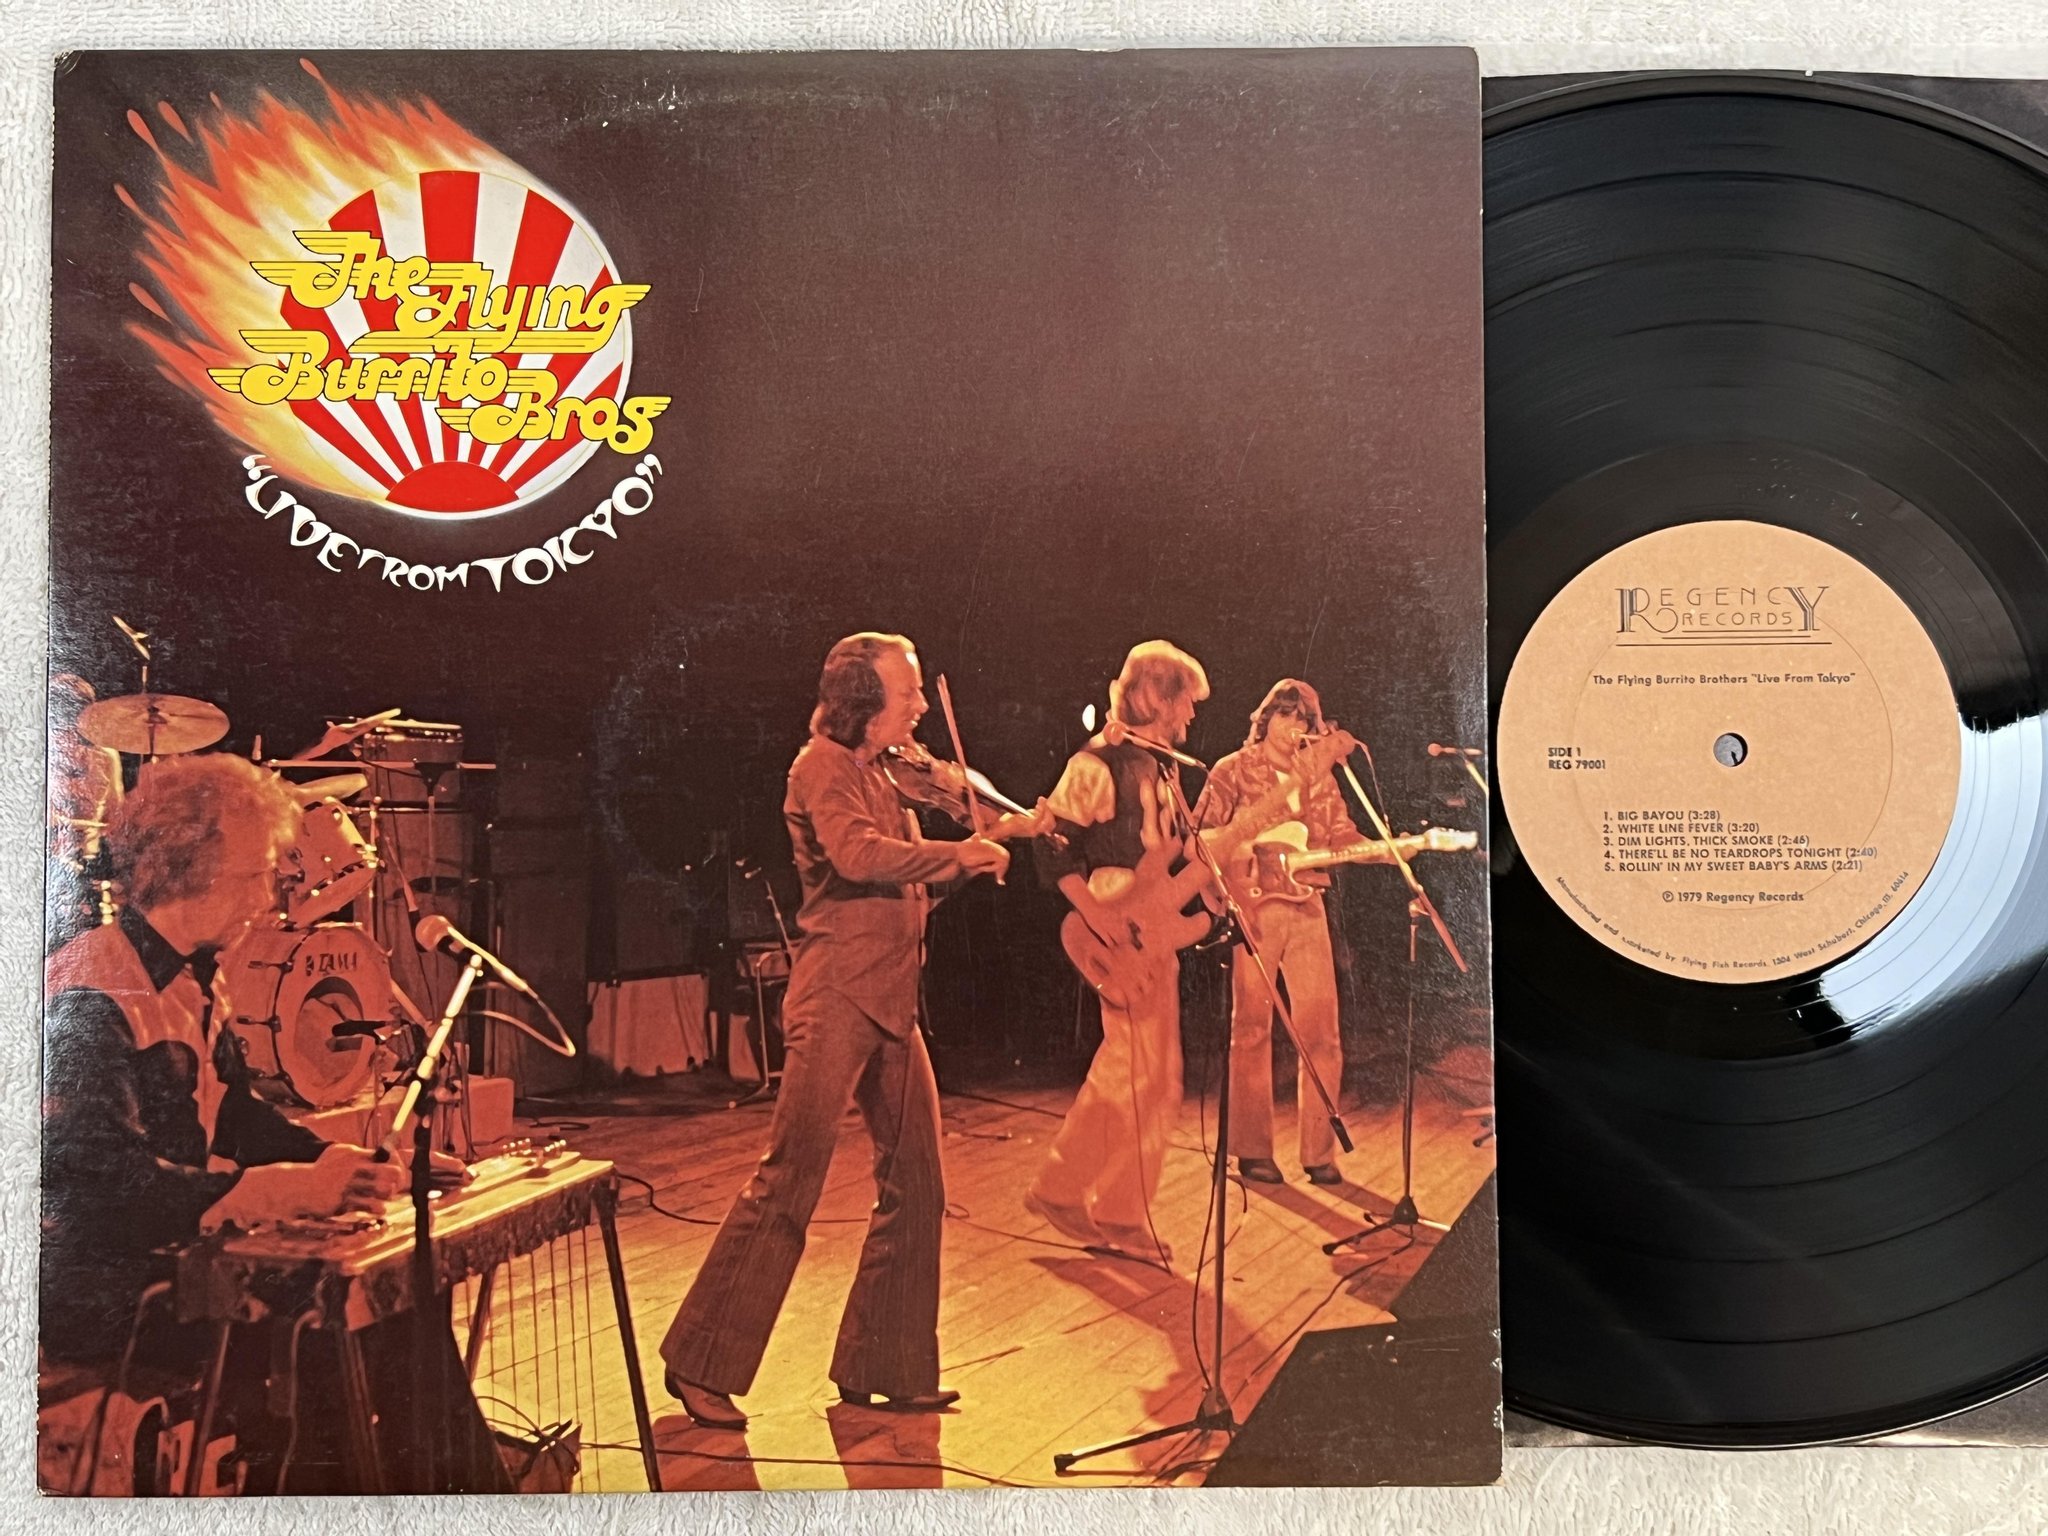 The Flying
Burrito
Bros
"LIVE FROM TOKYO"
TAMA
REGENCY
RECORDS
The Flying Burrito Brothers "Live From Tokyo"
SIDE 1
REG 79001
1. BIG BAYOU (3:28)
2. WHITE LINE FEVER (3:20)
3. DIM LIGHTS, THICK SMOKE (2:46)
4. THERE'LL BE NO TEARDROPS TONIGHT (2:40)
5. ROLLIN' IN MY SWEET BABY'S ARMS (2:21)
Ⓟ 1979 Regency Records
Manufactured and Marketed by Flying Fish Records, 1304 West Schubert, Chicago, Ill. 60614